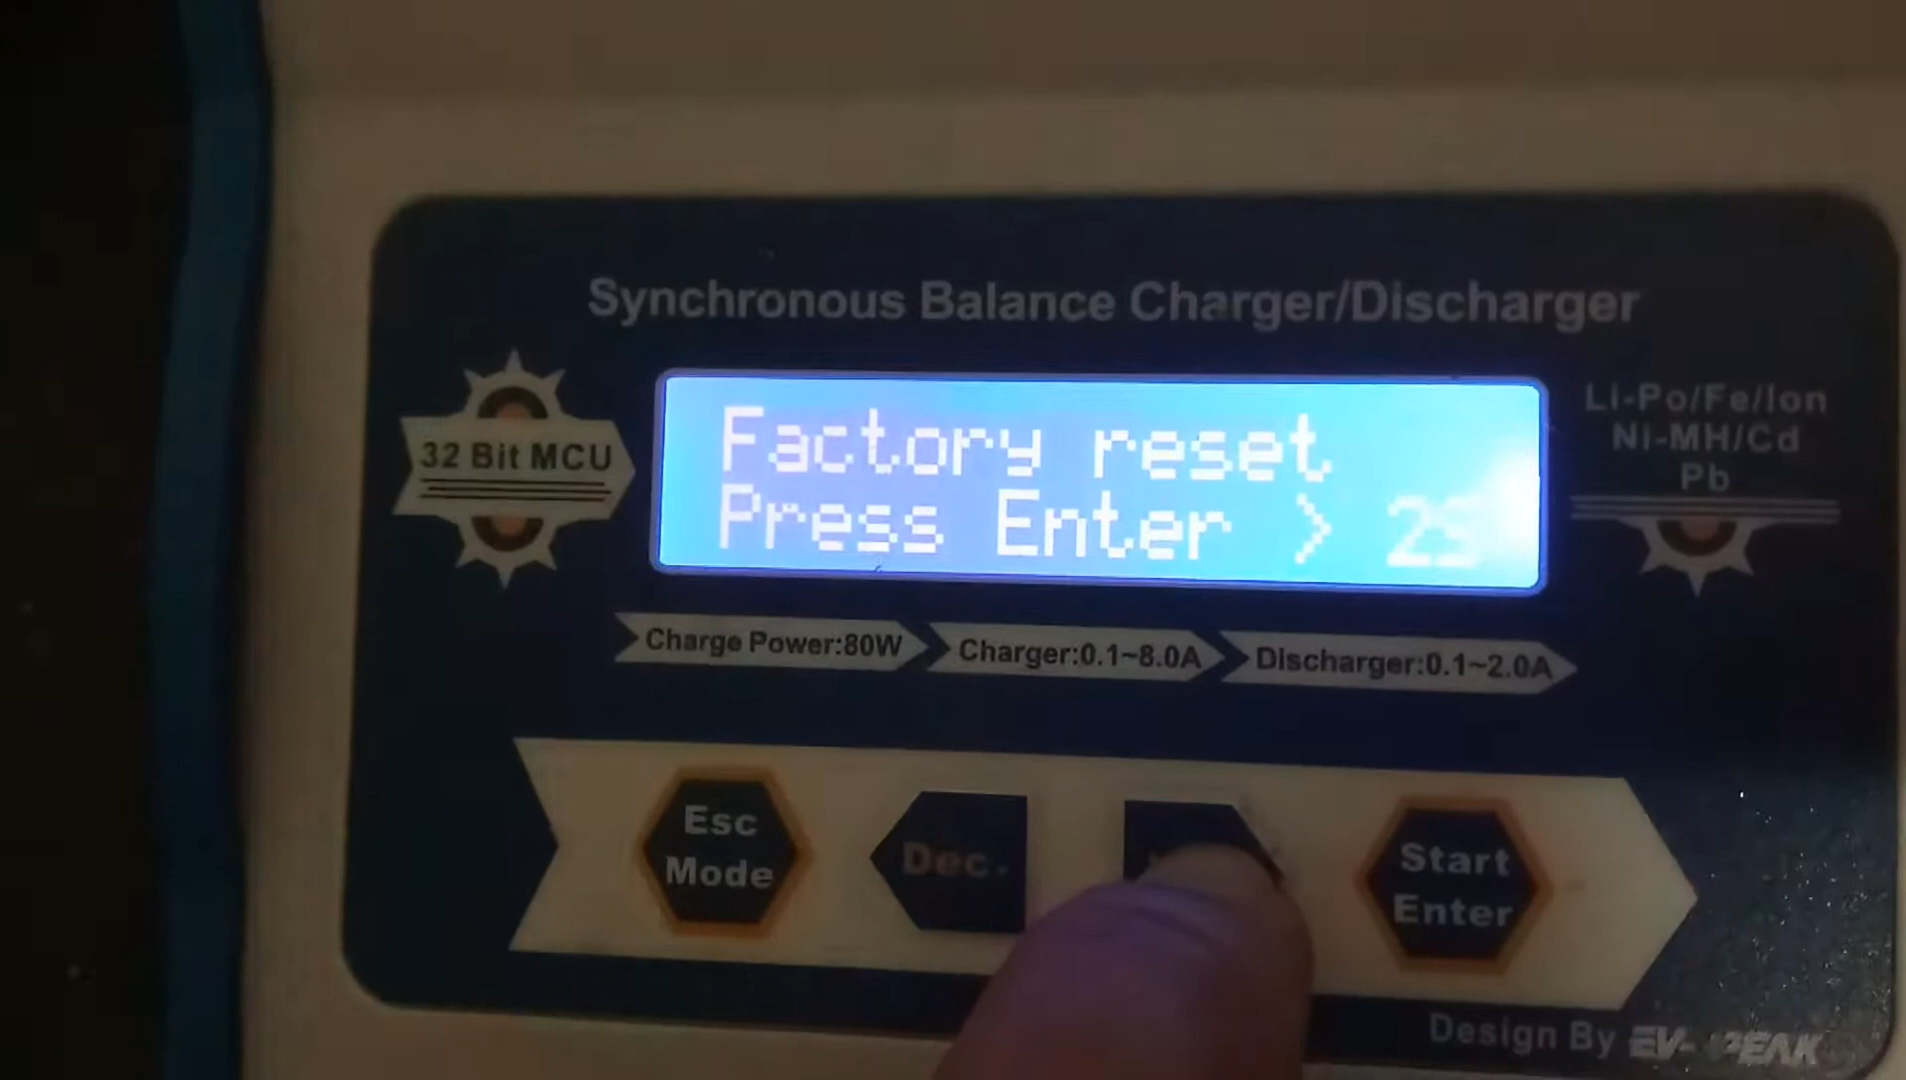 Synchronous Balance Charger/Discharger
32 Bit MCU
Factory reset
Press Enter > 2S
Li-Po/Fe/Ion
Ni-MH/Cd
Pb
Charge Power:80W
Charger:0.1~8.0A
Discharger:0.1~2.0A
Esc
Mode
Dec.
Start
Enter
Design By EV-PEAK